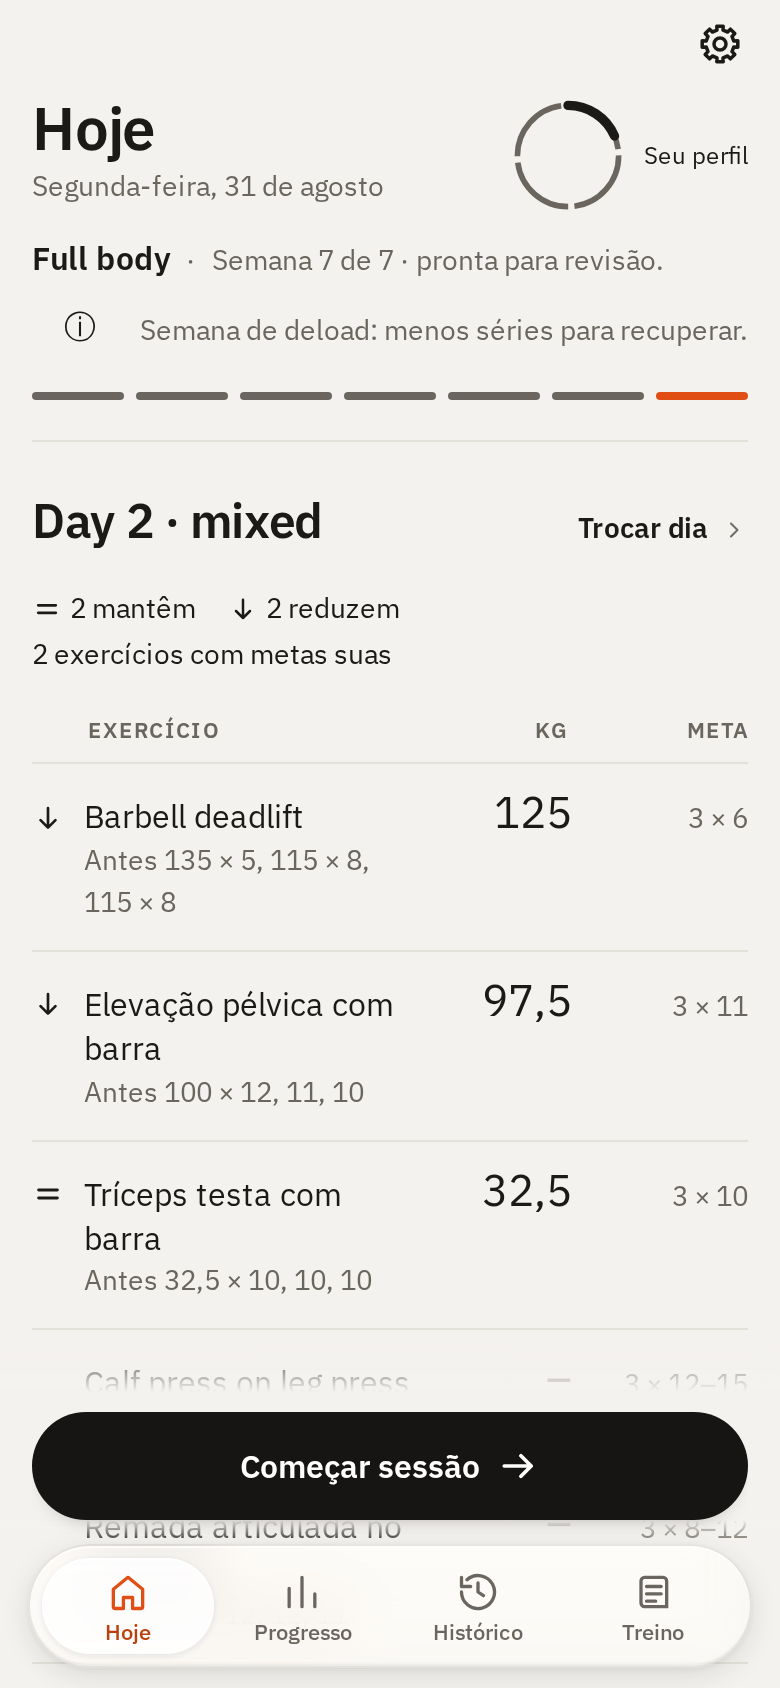 Hoje
Segunda-feira, 31 de agosto
Seu perfil
Full body · Semana 7 de 7 · pronta para revisão.
Semana de deload: menos séries para recuperar.
Day 2 · mixed
Trocar dia
= 2 mantêm ↓ 2 reduzem
2 exercícios com metas suas
EXERCÍCIO KG META
↓ Barbell deadlift 125 3 × 6
Antes 135 × 5, 115 × 8,
115 × 8
↓ Elevação pélvica com 97,5 3 × 11
barra
Antes 100 × 12, 11, 10
= Tríceps testa com 32,5 3 × 10
barra
Antes 32,5 × 10, 10, 10
Calf press on leg press — 3 × 12–15
Começar sessão →
Remada articulada no — 3 × 8–12
Hoje Progresso Histórico Treino